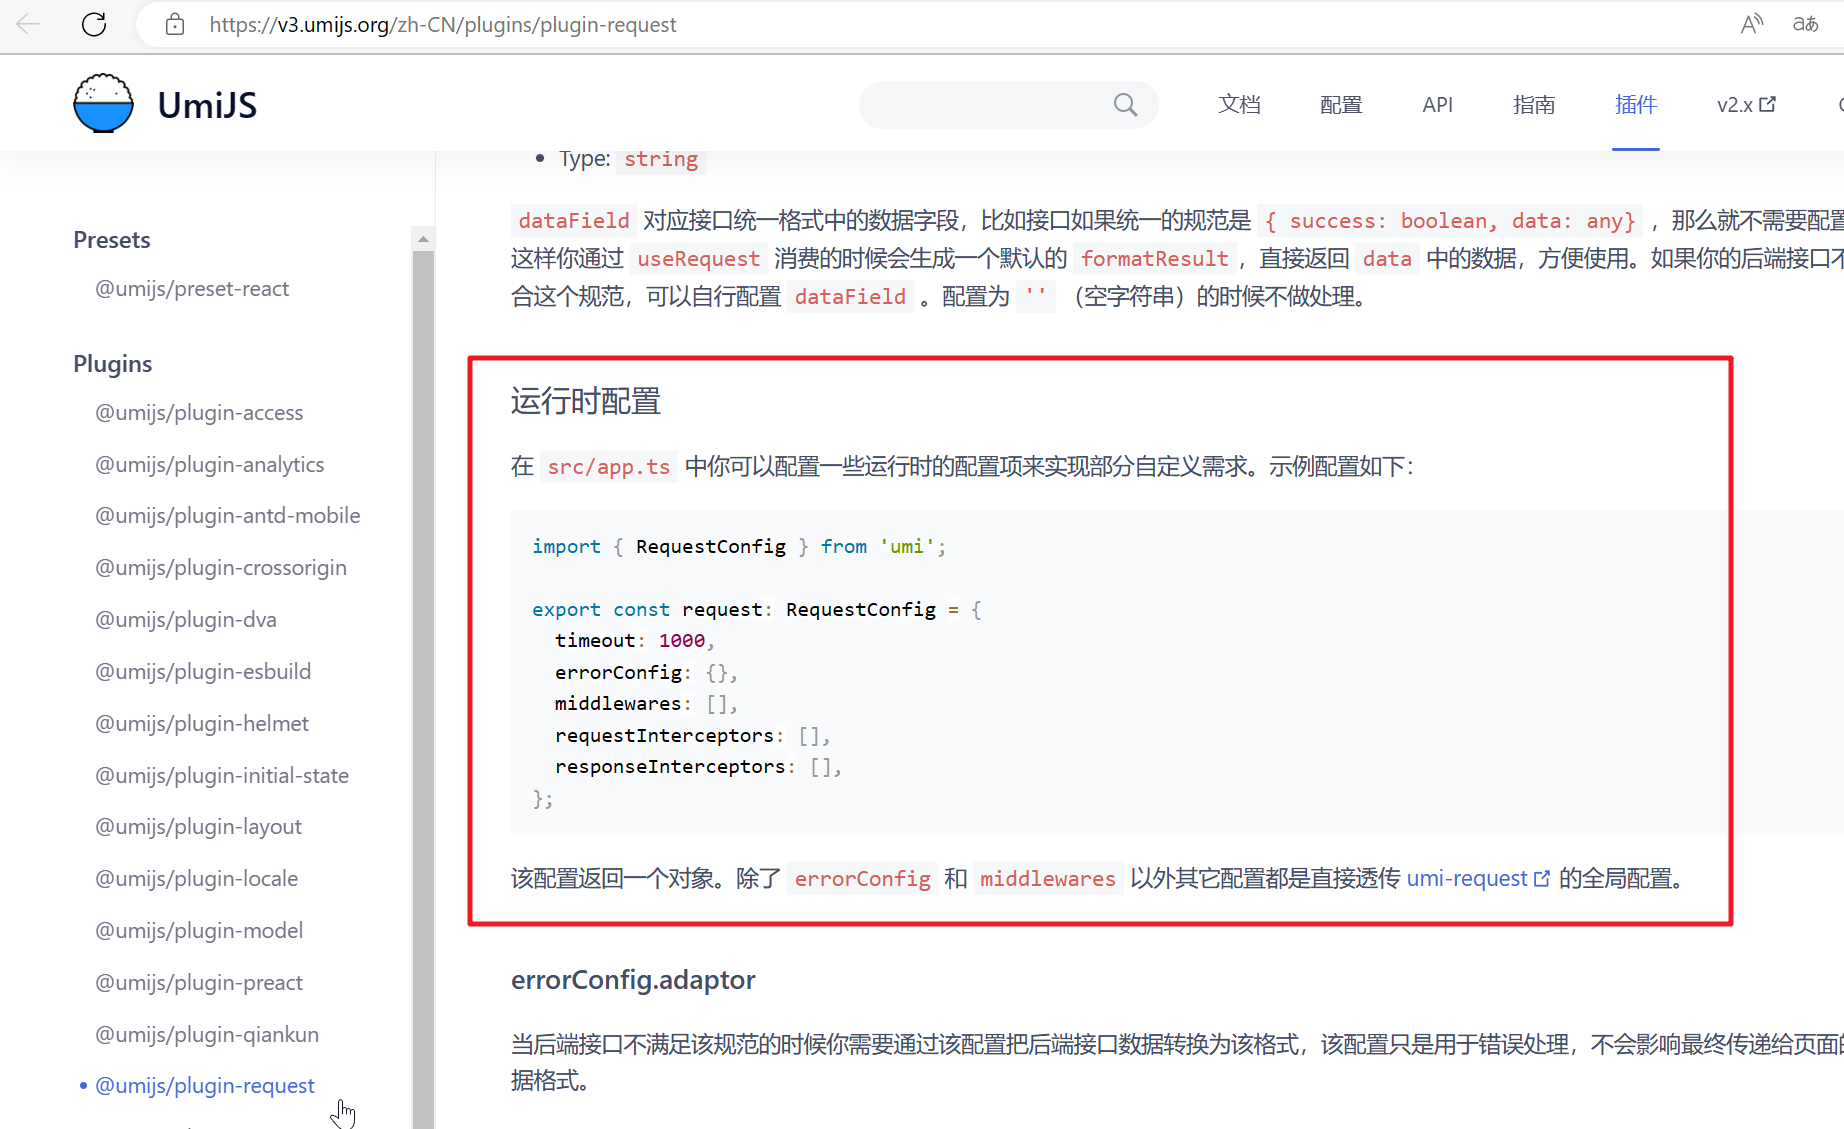 https://v3.umijs.org/zh-CN/plugins/plugin-request
UmiJS
文档
配置
API
指南
插件
v2.x
Presets
@umijs/preset-react
Plugins
@umijs/plugin-access
@umijs/plugin-analytics
@umijs/plugin-antd-mobile
@umijs/plugin-crossorigin
@umijs/plugin-dva
@umijs/plugin-esbuild
@umijs/plugin-helmet
@umijs/plugin-initial-state
@umijs/plugin-layout
@umijs/plugin-locale
@umijs/plugin-model
@umijs/plugin-preact
@umijs/plugin-qiankun
• @umijs/plugin-request
• Type: string
dataField 对应接口统一格式中的数据字段，比如接口如果统一的规范是 { success: boolean, data: any} ，那么就不需要配置
这样你通过 useRequest 消费的时候会生成一个默认的 formatResult，直接返回 data 中的数据，方便使用。如果你的后端接口不
合这个规范，可以自行配置 dataField 。配置为 '' （空字符串）的时候不做处理。
运行时配置
在 src/app.ts 中你可以配置一些运行时的配置项来实现部分自定义需求。示例配置如下：
import { RequestConfig } from 'umi';
export const request: RequestConfig = {
timeout: 1000,
errorConfig: {},
middlewares: [],
requestInterceptors: [],
responseInterceptors: [],
};
该配置返回一个对象。除了 errorConfig 和 middlewares 以外其它配置都是直接透传 umi-request 的全局配置。
errorConfig.adaptor
当后端接口不满足该规范的时候你需要通过该配置把后端接口数据转换为该格式，该配置只是用于错误处理，不会影响最终传递给页面的
据格式。